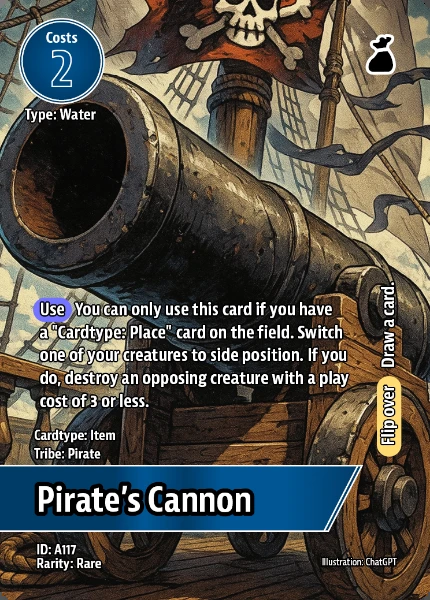 Costs
2
Type: Water
Use You can only use this card if you have
a "Cardtype: Place" card on the field. Switch
one of your creatures to side position. If you
do, destroy an opposing creature with a play
cost of 3 or less.
Flip over Draw a card.
Cardtype: Item
Tribe: Pirate
Pirate's Cannon
ID: A117
Rarity: Rare
Illustration: ChatGPT